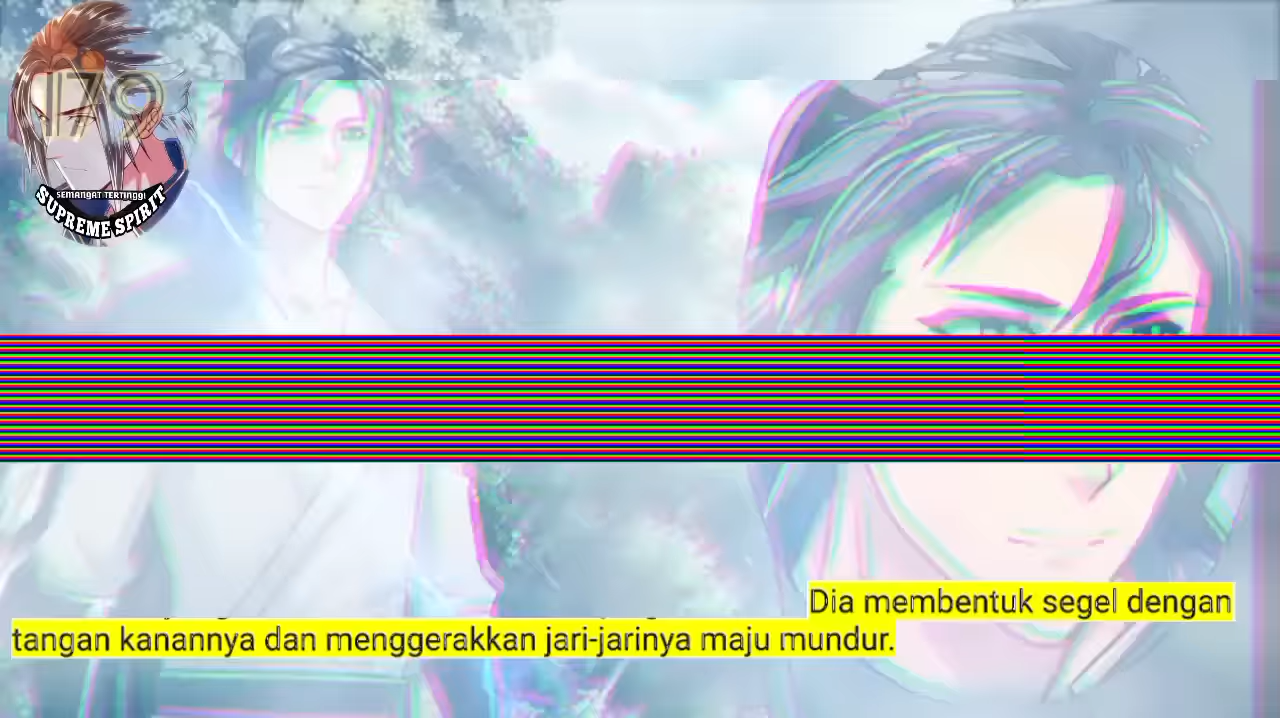 179
SEMANGAT TERTINGGI
SUPREME SPIRIT
Dia membentuk segel dengan
tangan kanannya dan menggerakkan jari-jarinya maju mundur.